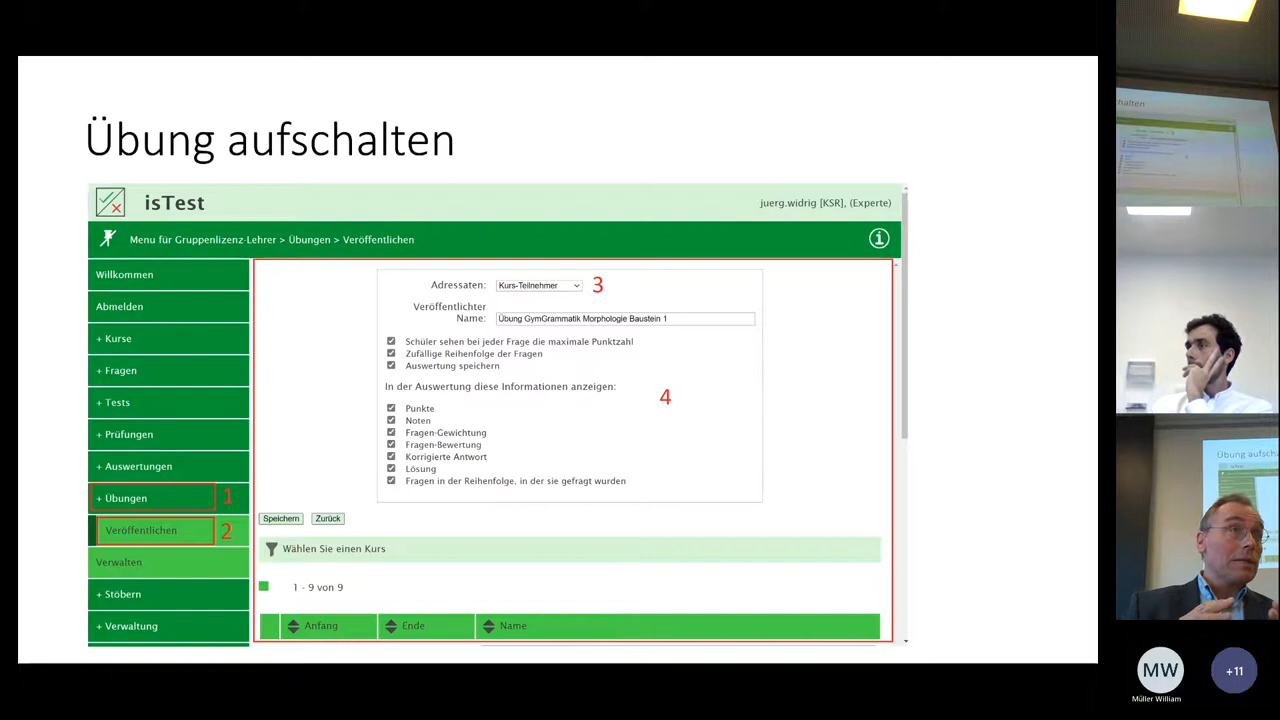 Übung aufschalten
isTest
juerg.widrig [KSR], (Experte)
Menu für Gruppenlizenz-Lehrer > Übungen > Veröffentlichen
Willkommen
Abmelden
+ Kurse
+ Fragen
+ Tests
+ Prüfungen
+ Auswertungen
+ Übungen 1
Veröffentlichen 2
Verwalten
+ Stöbern
+ Verwaltung
Adressaten: Kurs-Teilnehmer 3
Veröffentlichter
Name: Übung GymGrammatik Morphologie Baustein 1
Schüler sehen bei jeder Frage die maximale Punktzahl
Zufällige Reihenfolge der Fragen
Auswertung speichern
In der Auswertung diese Informationen anzeigen:
4
Punkte
Noten
Fragen-Gewichtung
Fragen-Bewertung
Korrigierte Antwort
Lösung
Fragen in der Reihenfolge, in der sie gefragt wurden
Speichern Zurück
Wählen Sie einen Kurs
1 - 9 von 9
Anfang Ende Name
halten
Übung aufsch
MW
Müller William
+11